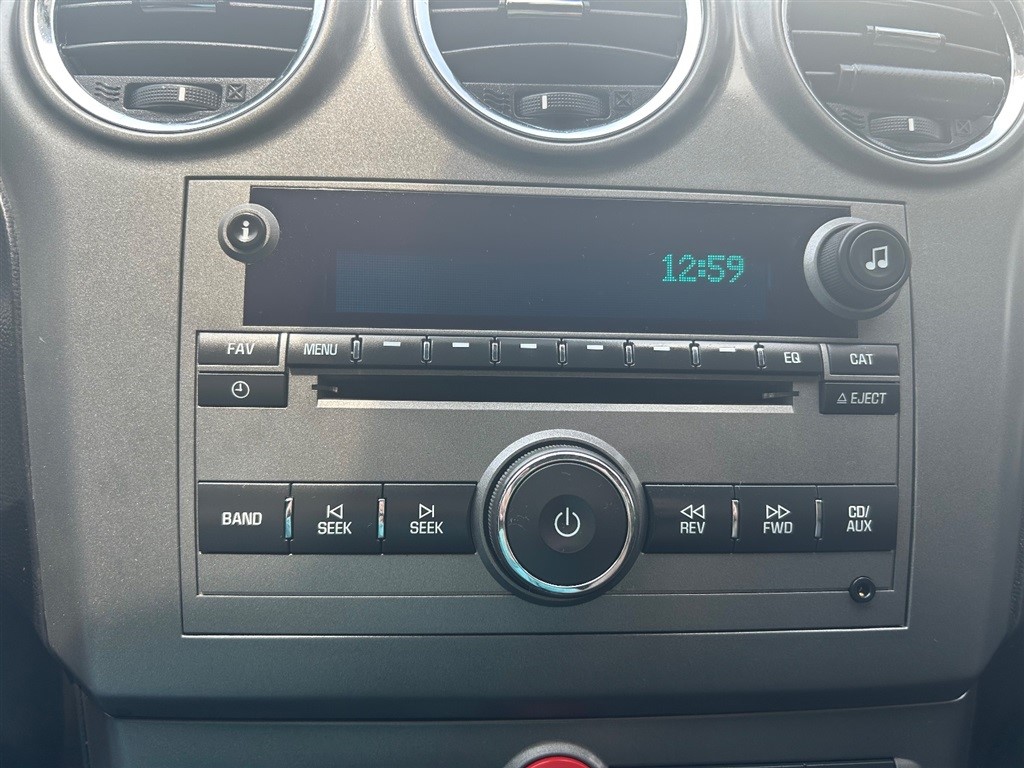 i
12:59
FAV
MENU
EQ
CAT
EJECT
BAND
SEEK
SEEK
REV
FWD
CD/
AUX